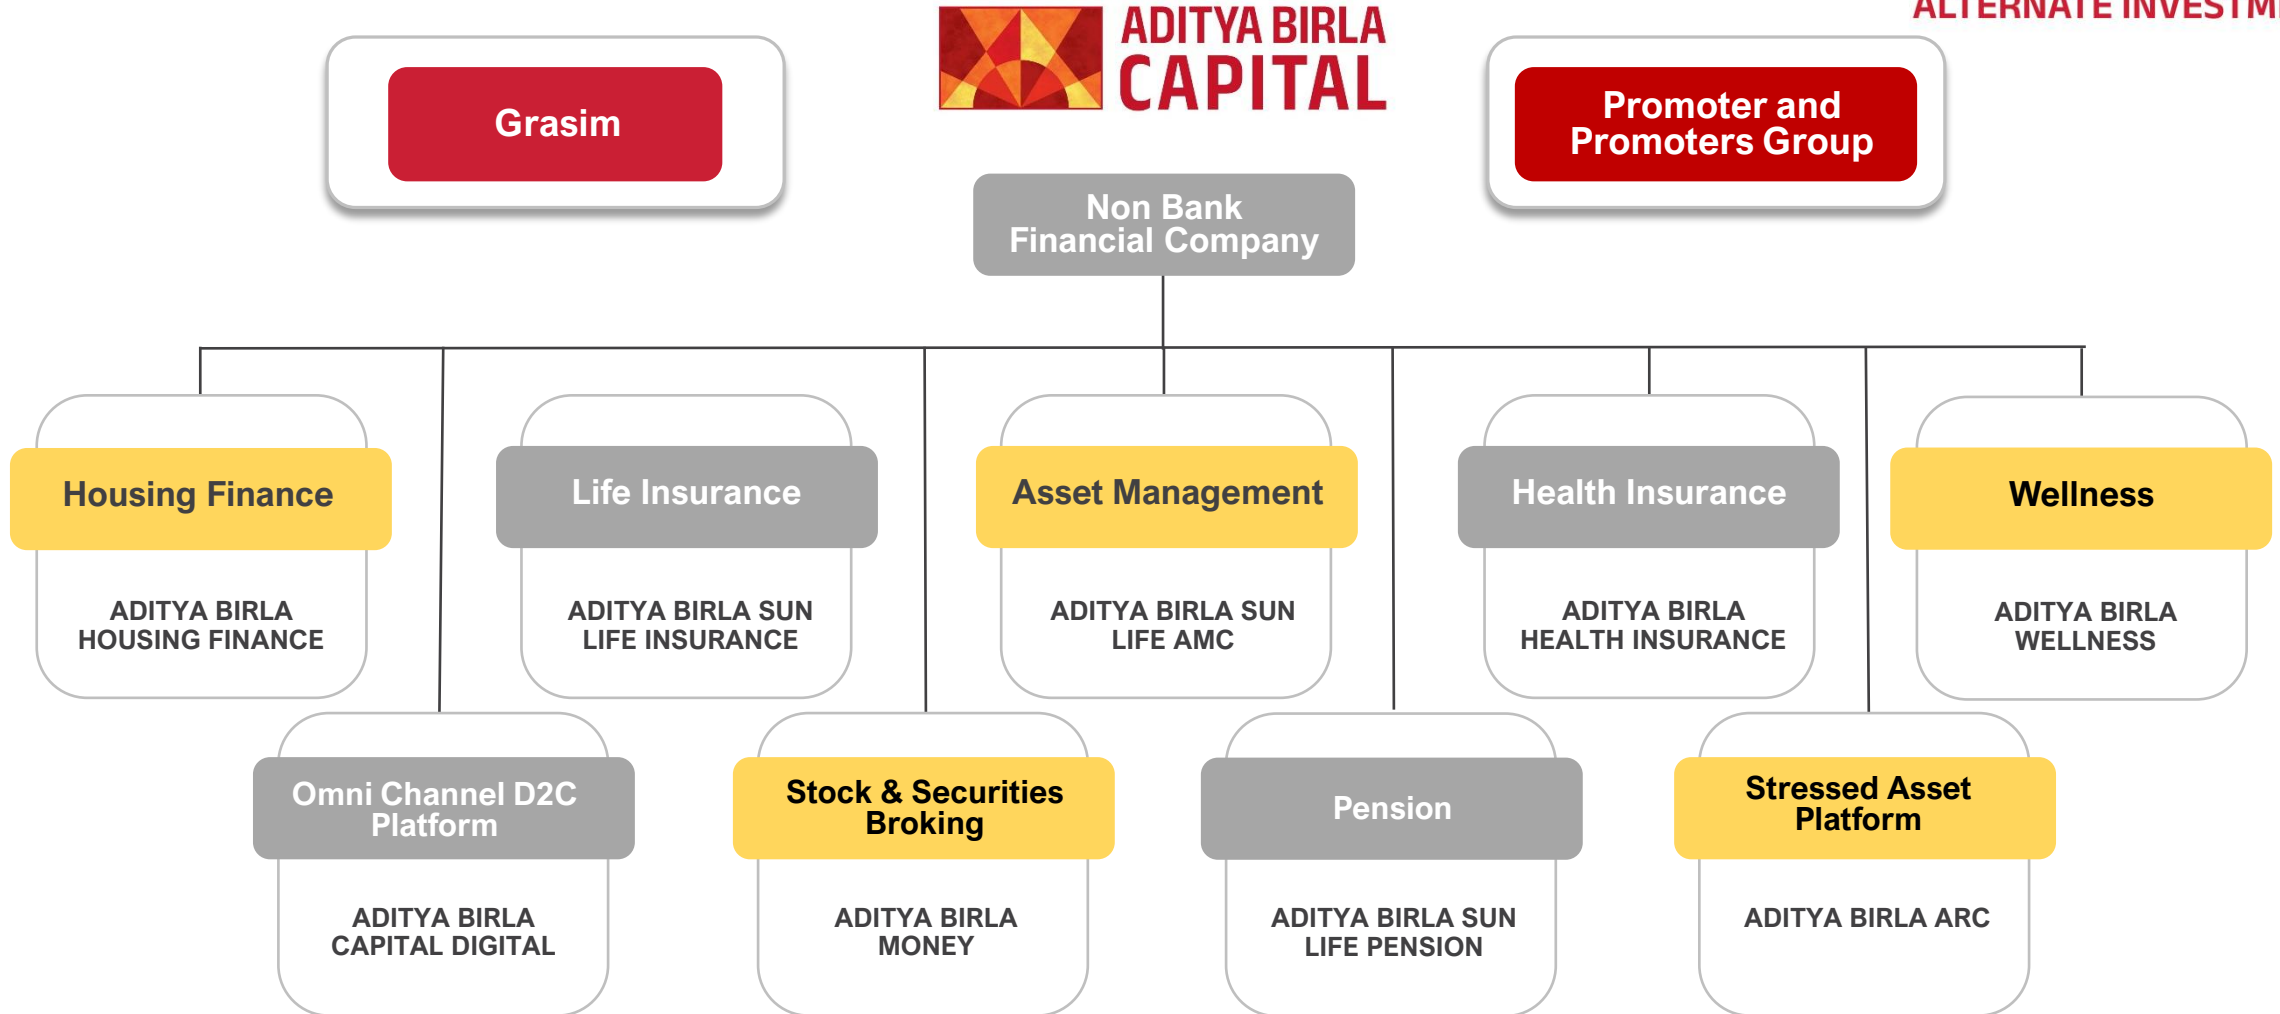 ALTERNATE
ADITYA BIRLA
CAPITAL
Grasim
Promoter and
Promoters Group
Non Bank
Financial Company
Housing Finance
ADITYA BIRLA
HOUSING FINANCE
Life Insurance
ADITYA BIRLA SUN
LIFE INSURANCE
Asset Management
ADITYA BIRLA SUN
LIFE AMC
Health Insurance
ADITYA BIRLA
HEALTH INSURANCE
Wellness
ADITYA BIRLA
WELLNESS
Omni Channel D2C
Platform
ADITYA BIRLA
CAPITAL DIGITAL
Stock & Securities
Broking
ADITYA BIRLA
MONEY
Pension
ADITYA BIRLA SUN
LIFE PENSION
Stressed Asset
Platform
ADITYA BIRLA ARC